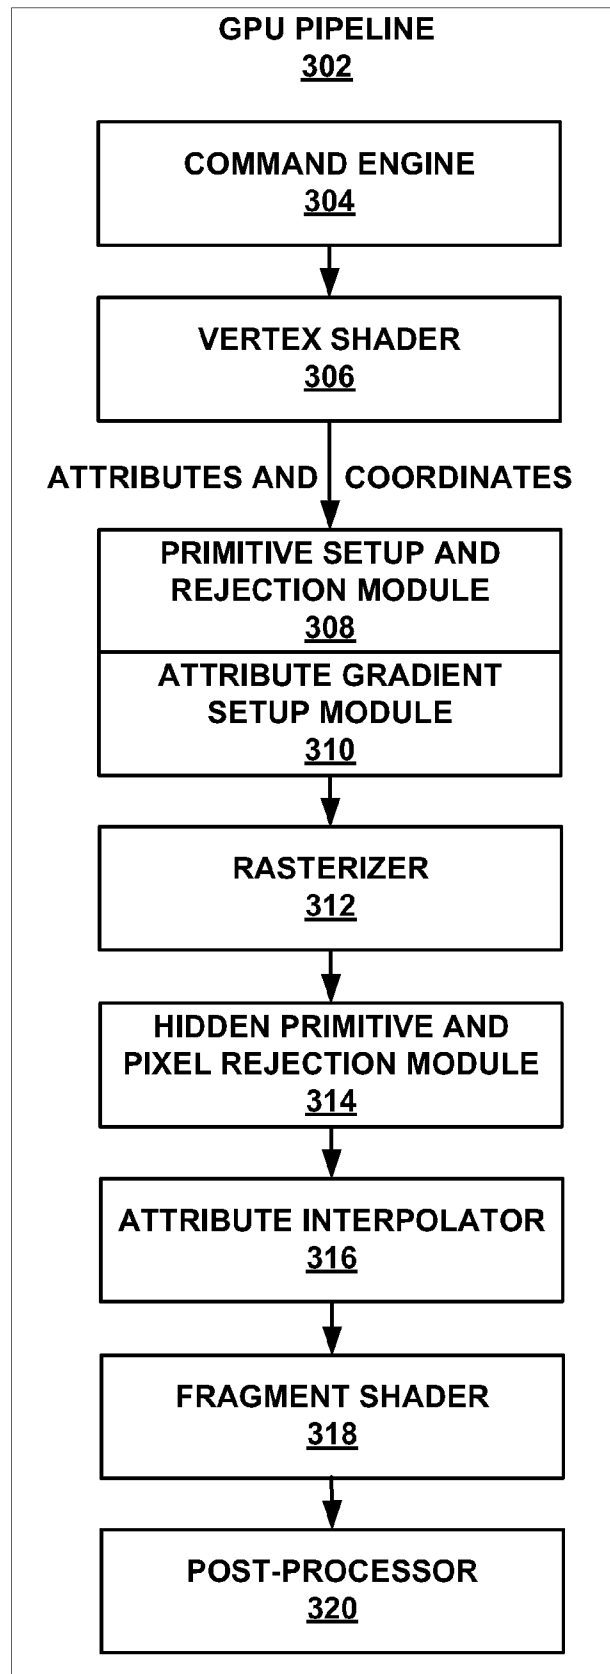 GPU PIPELINE
302
COMMAND ENGINE
304
VERTEX SHADER
306
ATTRIBUTES AND COORDINATES
PRIMITIVE SETUP AND
REJECTION MODULE
308
ATTRIBUTE GRADIENT
SETUP MODULE
310
RASTERIZER
312
HIDDEN PRIMITIVE AND
PIXEL REJECTION MODULE
314
ATTRIBUTE INTERPOLATOR
316
FRAGMENT SHADER
318
POST-PROCESSOR
320